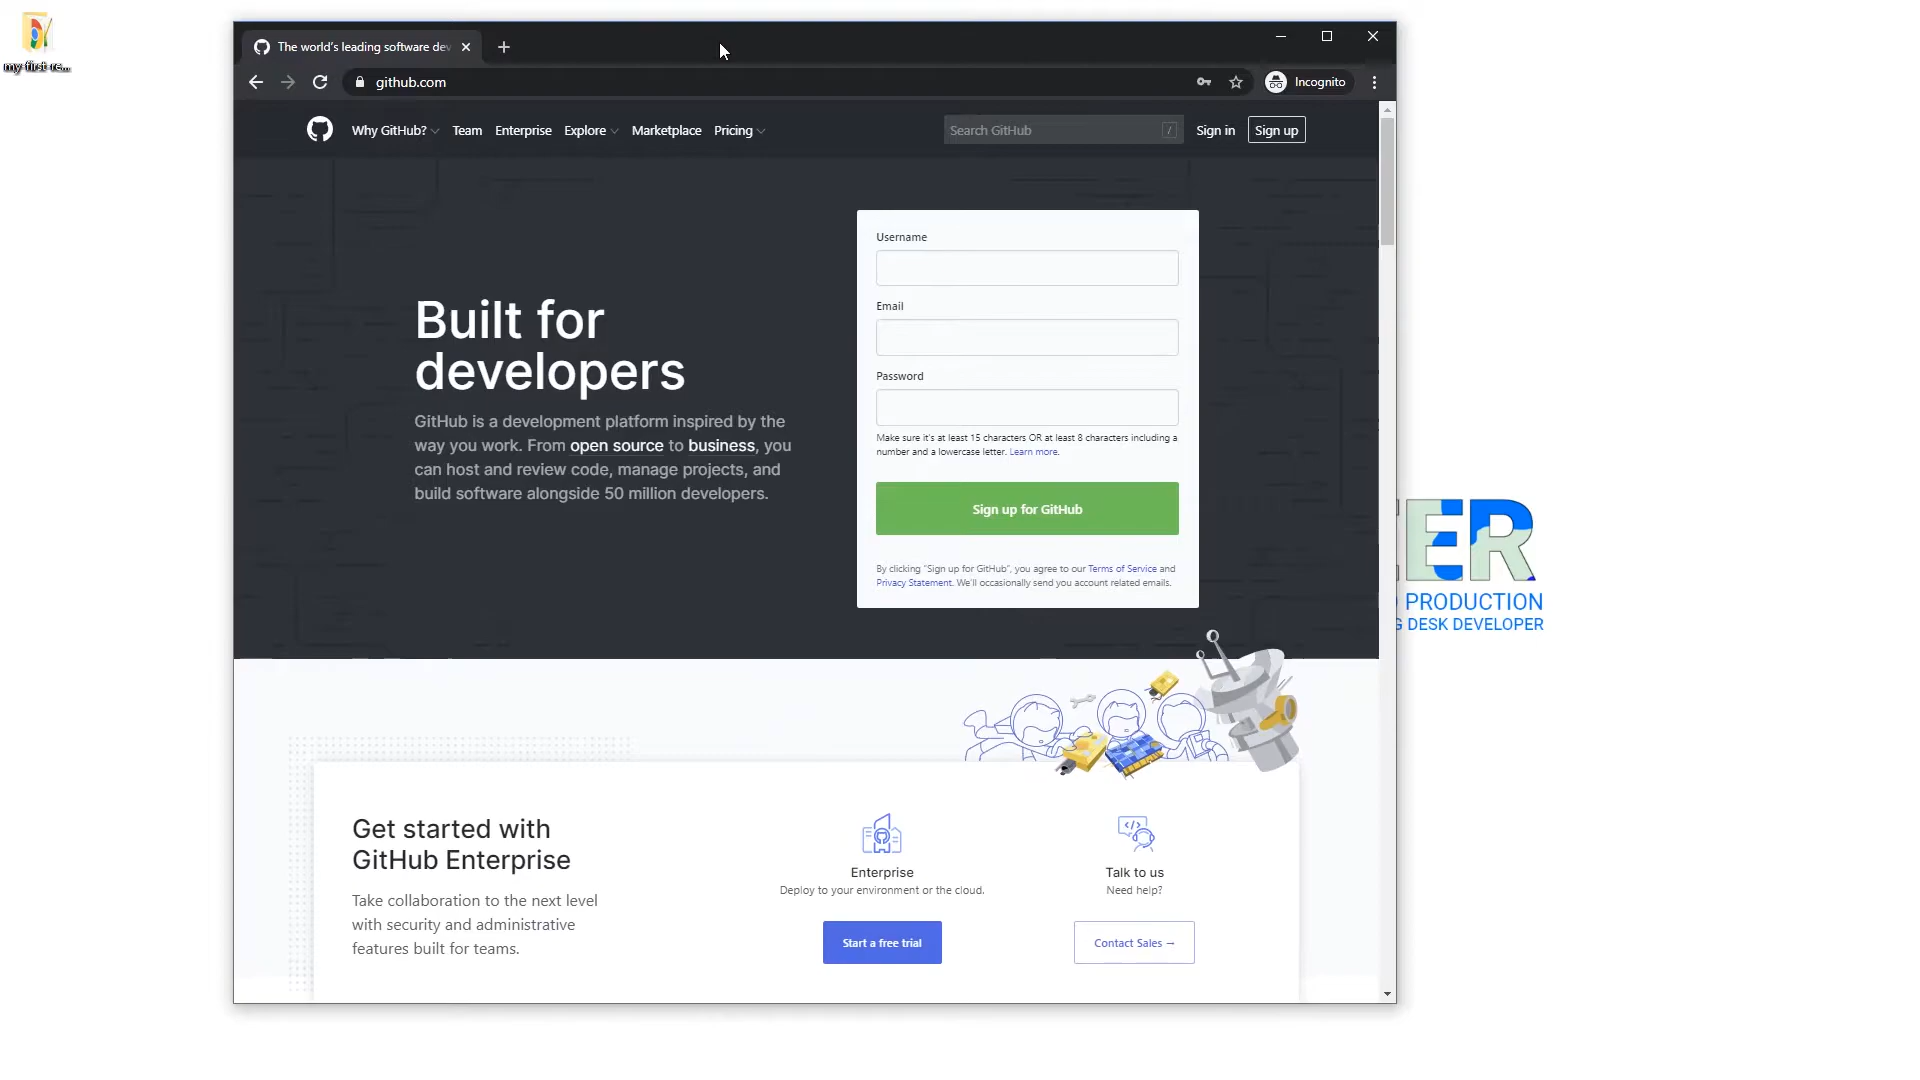 my-first-re...
The world's leading software dev
github.com
Incognito
Why GitHub?
Team
Enterprise
Explore
Marketplace
Pricing
Search GitHub
/
Sign in
Sign up
Built for
developers
GitHub is a development platform inspired by the
way you work. From open source to business, you
can host and review code, manage projects, and
build software alongside 50 million developers.
Username
Email
Password
Make sure it's at least 15 characters OR at least 8 characters including a
number and a lowercase letter. Learn more.
Sign up for GitHub
By clicking "Sign up for GitHub", you agree to our Terms of Service and
Privacy Statement. We'll occasionally send you account related emails.
ER
PRODUCTION
G DESK DEVELOPER
Get started with
GitHub Enterprise
Take collaboration to the next level
with security and administrative
features built for teams.
Enterprise
Deploy to your environment or the cloud.
Start a free trial
Talk to us
Need help?
Contact Sales →